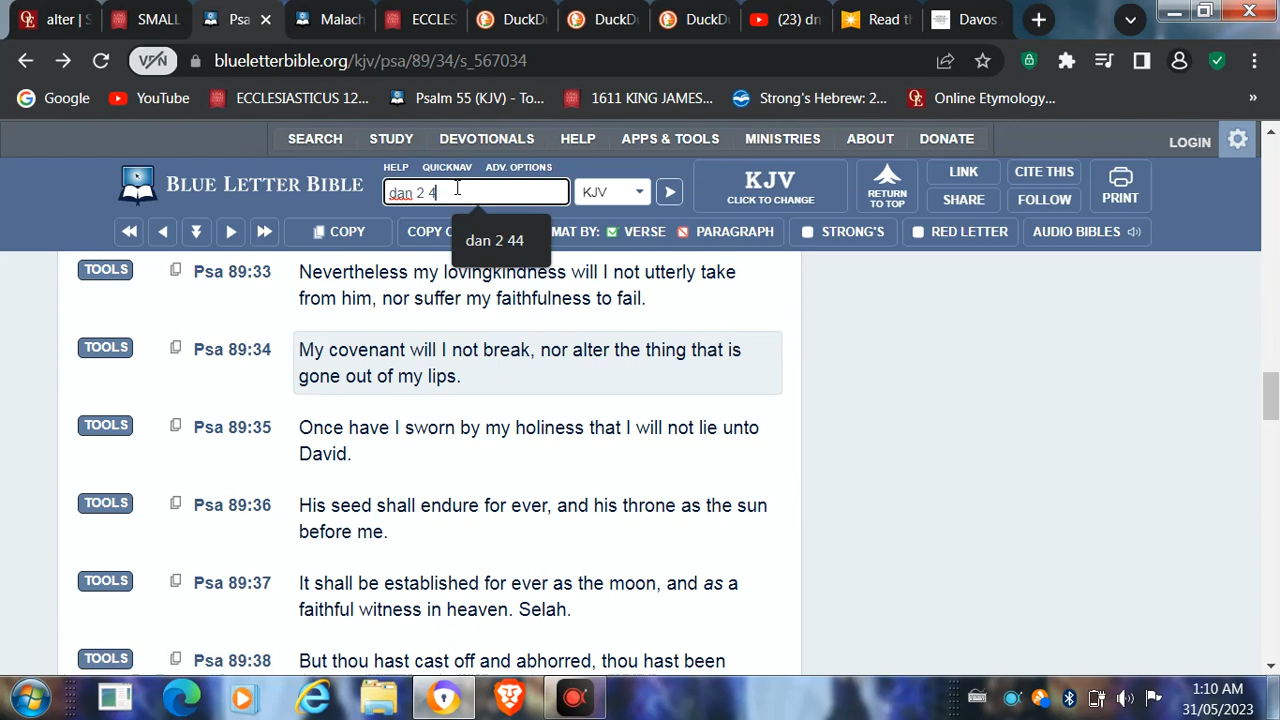 alter | S
SMALL
Psa
Malach
ECCLES
DuckD
DuckD
DuckD
(23) d
Read th
Davos
VPN
blueletterbible.org/kjv/psa/89/34/s_567034
Google
YouTube
ECCLESIASTICUS 12...
Psalm 55 (KJV) - To...
1611 KING JAMES...
Strong's Hebrew: 2...
Online Etymology...
»
SEARCH STUDY DEVOTIONALS HELP APPS & TOOLS MINISTRIES ABOUT DONATE
LOGIN
HELP QUICKNAV ADV. OPTIONS
BLUE LETTER BIBLE
dan 2 4
KJV
dan 2 44
KJV
CLICK TO CHANGE
RETURN
TO TOP
LINK
CITE THIS
SHARE
FOLLOW
PRINT
COPY
COPY
MAT BY: VERSE PARAGRAPH
STRONG'S
RED LETTER
AUDIO BIBLES
TOOLS Psa 89:33 Nevertheless my lovingkindness will I not utterly take
from him, nor suffer my faithfulness to fail.
TOOLS Psa 89:34 My covenant will I not break, nor alter the thing that is
gone out of my lips.
TOOLS Psa 89:35 Once have I sworn by my holiness that I will not lie unto
David.
TOOLS Psa 89:36 His seed shall endure for ever, and his throne as the sun
before me.
TOOLS Psa 89:37 It shall be established for ever as the moon, and as a
faithful witness in heaven. Selah.
TOOLS Psa 89:38 But thou hast cast off and abhorred, thou hast been
1:10 AM
31/05/2023